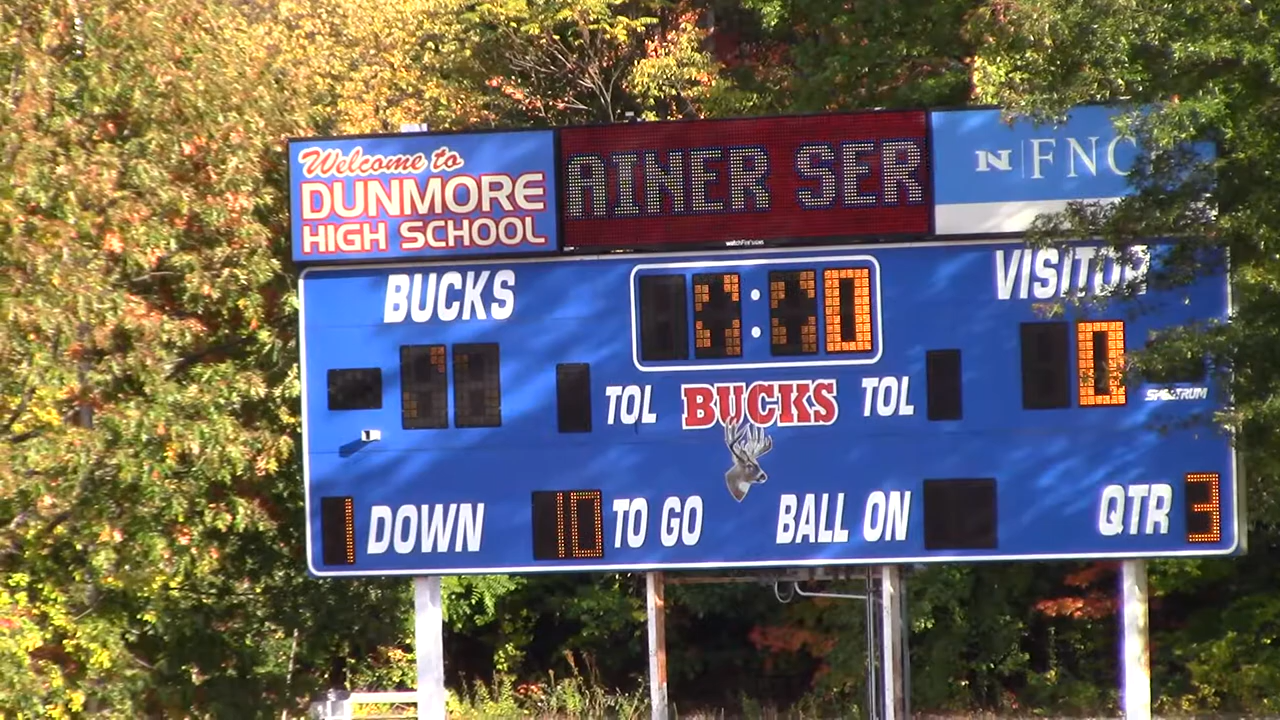 Welcome to
DUNMORE
HIGH SCHOOL
AINER SER
N FNC
BUCKS
VISITOR
0
TOL BUCKS TOL
SPECTRUM
1 DOWN 10 TO GO BALL ON QTR 3